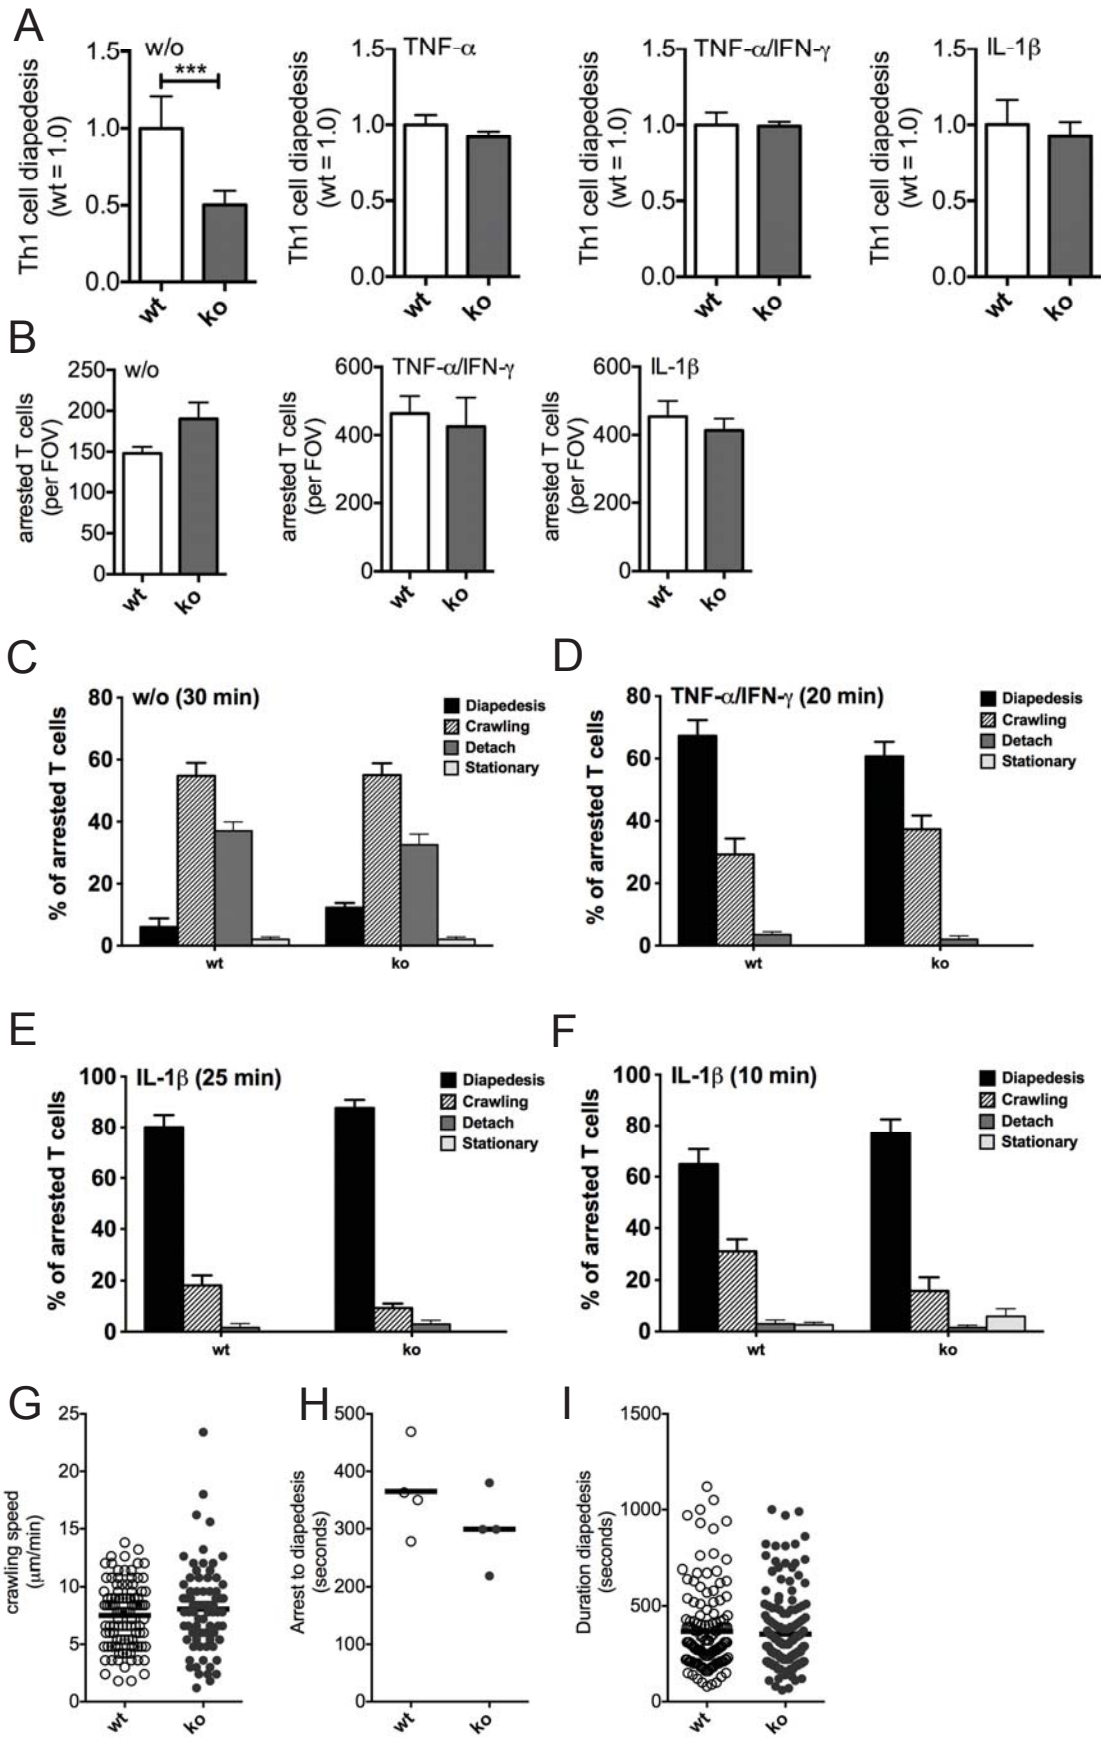 A
w/o
***
Th1 cell diapedesis
(wt = 1.0)
1.5
1.0
0.5
0.0
wt
ko
TNF-α
Th1 cell diapedesis
(wt = 1.0)
1.5
1.0
0.5
0.0
wt
ko
TNF-α/IFN-γ
Th1 cell diapedesis
(wt = 1.0)
1.5
1.0
0.5
0.0
wt
ko
IL-1β
Th1 cell diapedesis
(wt = 1.0)
1.5
1.0
0.5
0.0
wt
ko
B
w/o
arrested T cells
(per FOV)
250
200
150
100
50
0
wt
ko
TNF-α/IFN-γ
arrested T cells
(per FOV)
600
400
200
0
wt
ko
IL-1β
arrested T cells
(per FOV)
600
400
200
0
wt
ko
C
w/o (30 min)
% of arrested T cells
80
60
40
20
0
wt
ko
Diapedesis
Crawling
Detach
Stationary
D
TNF-α/IFN-γ (20 min)
% of arrested T cells
80
60
40
20
0
wt
ko
Diapedesis
Crawling
Detach
Stationary
E
IL-1β (25 min)
% of arrested T cells
100
80
60
40
20
0
wt
ko
Diapedesis
Crawling
Detach
Stationary
F
IL-1β (10 min)
% of arrested T cells
100
80
60
40
20
0
wt
ko
Diapedesis
Crawling
Detach
Stationary
G
crawling speed
(µm/min)
25
20
15
10
5
0
wt
ko
H
Arrest to diapedesis
(seconds)
500
400
300
200
100
0
wt
ko
I
Duration diapedesis
(seconds)
1500
1000
500
0
wt
ko